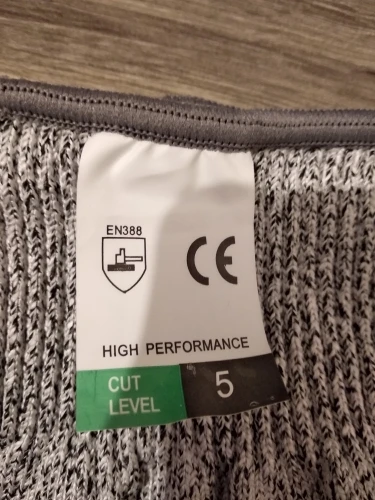 EN388
CE
HIGH PERFORMANCE
CUT LEVEL
5